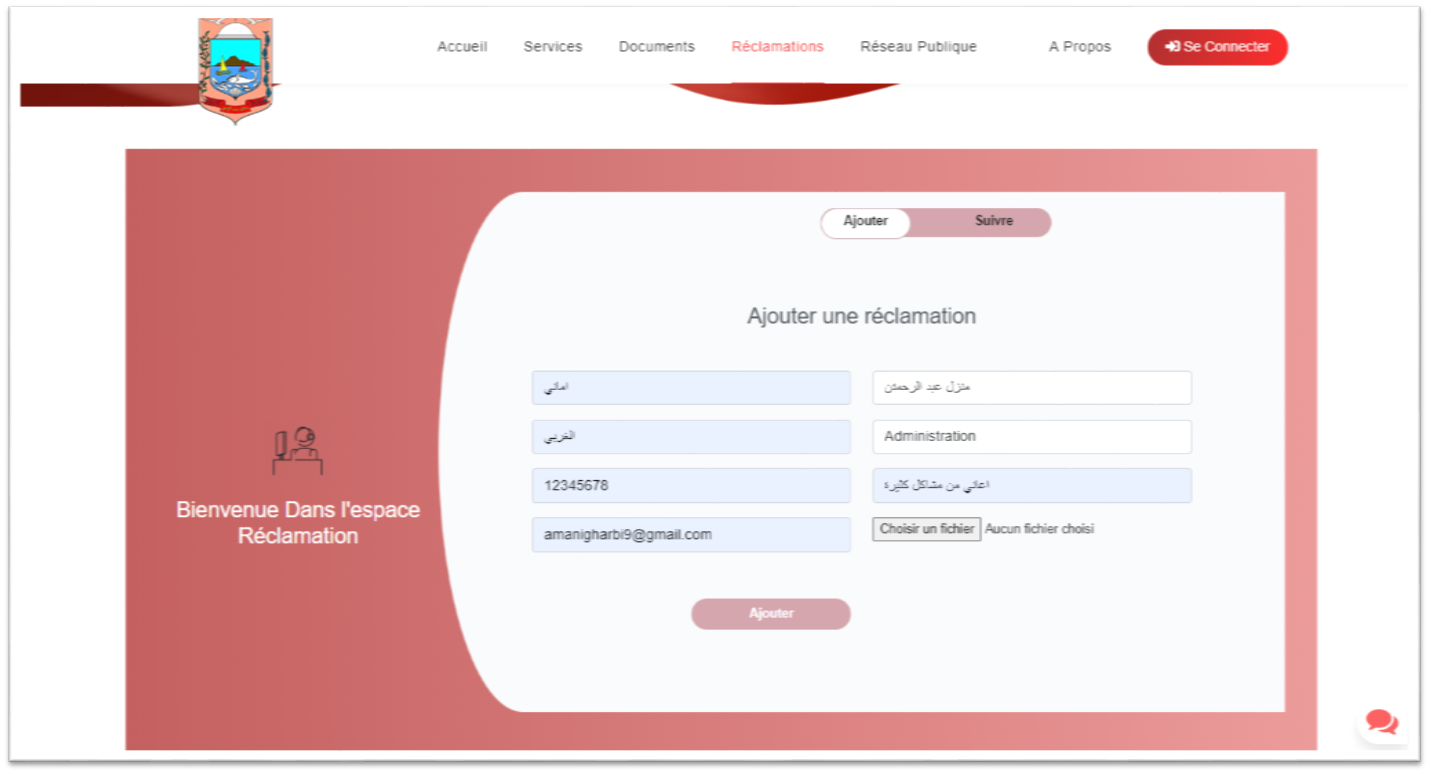 Accueil Services Documents Réclamations Réseau Publique A Propos Se Connecter
Ajouter Suivre
Ajouter une réclamation
اماني
منزل عبد الرحمان
الغربي
Administration
12345678
اعاني من مشاكل كثيرة
amanigharbi9@gmail.com
Choisir un fichier Aucun fichier choisi
Ajouter
Bienvenue Dans l'espace
Réclamation